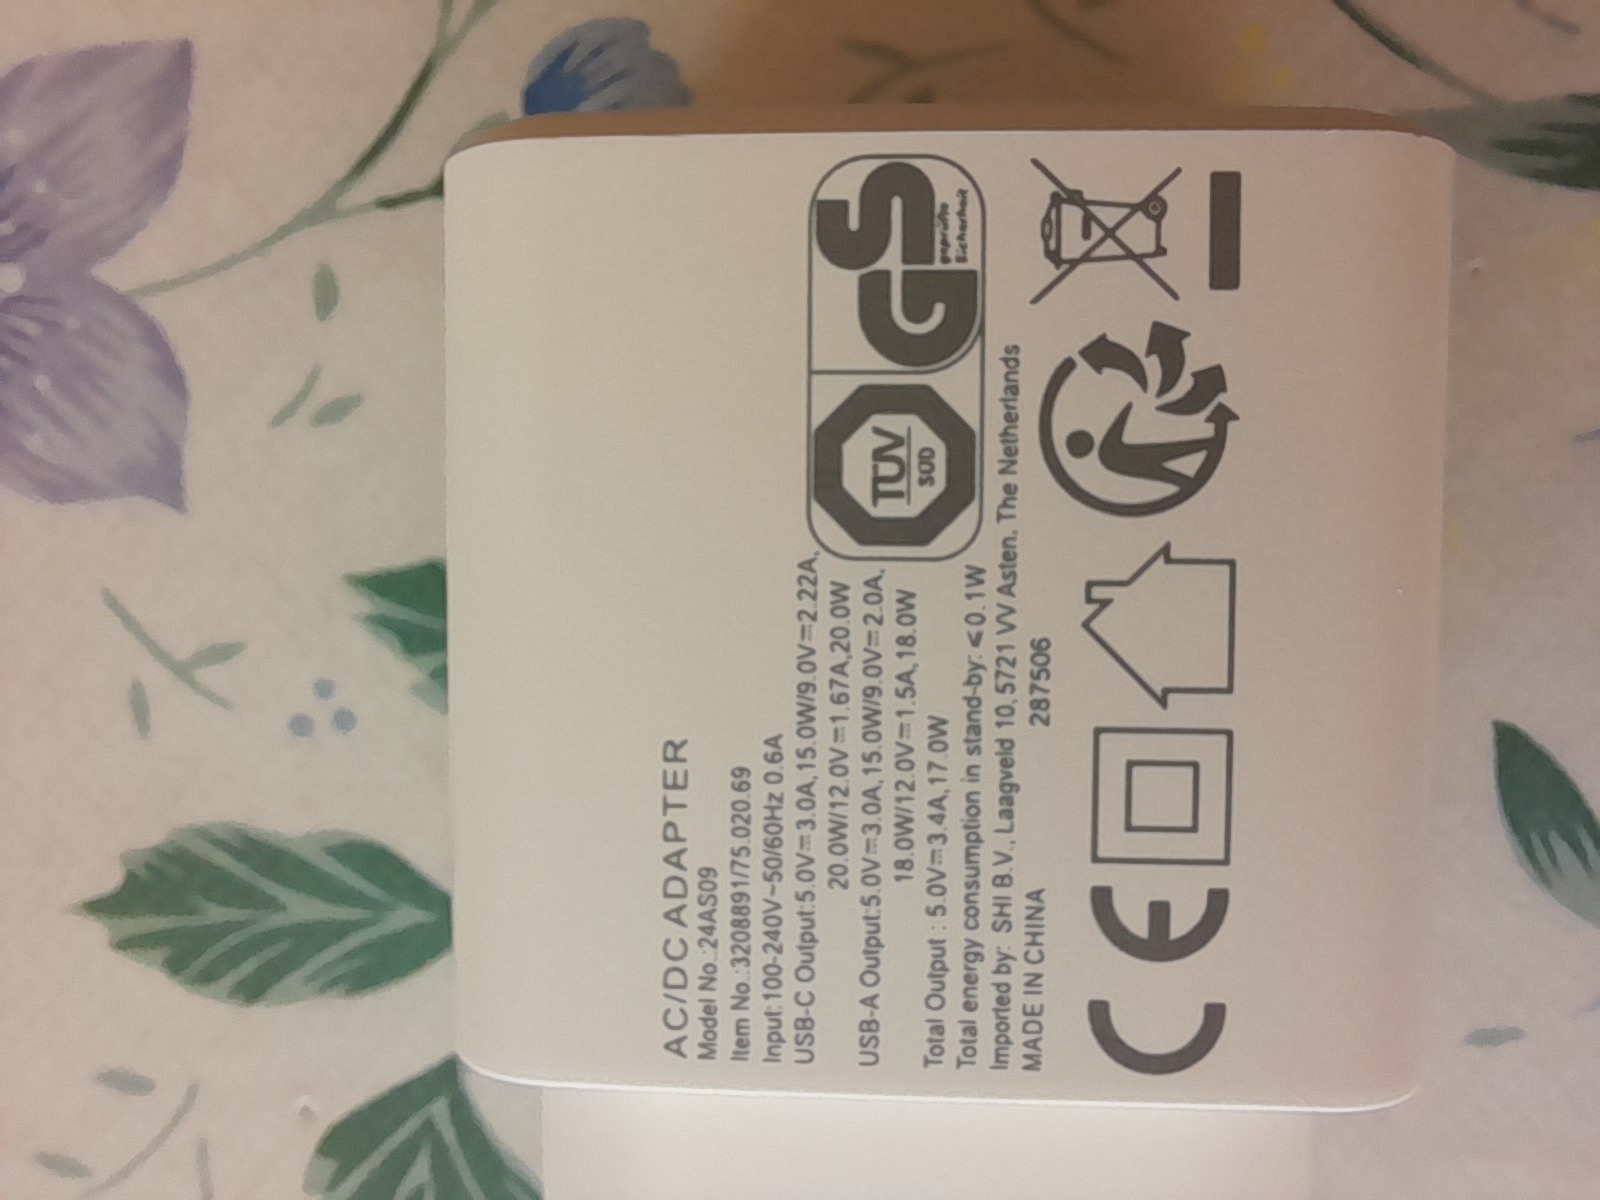 AC/DC ADAPTER
Model No.:24AS09
Item No.:3208891/75.020.69
Input:100-240V~50/60Hz 0.6A
USB-C Output:5.0V⎓3.0A,15.0W/9.0V⎓2.22A,
20.0W/12.0V⎓1.67A,20.0W
USB-A Output:5.0V⎓3.0A,15.0W/9.0V⎓2.0A,
18.0W/12.0V⎓1.5A,18.0W
Total Output : 5.0V⎓3.4A,17.0W
Total energy consumption in stand-by: <0.1W
Imported by: SHI B.V., Laagveld 10, 5721 VV Asten, The Netherlands
MADE IN CHINA 287506
TÜV
SÜD
GS
geprüfte
Sicherheit
CE